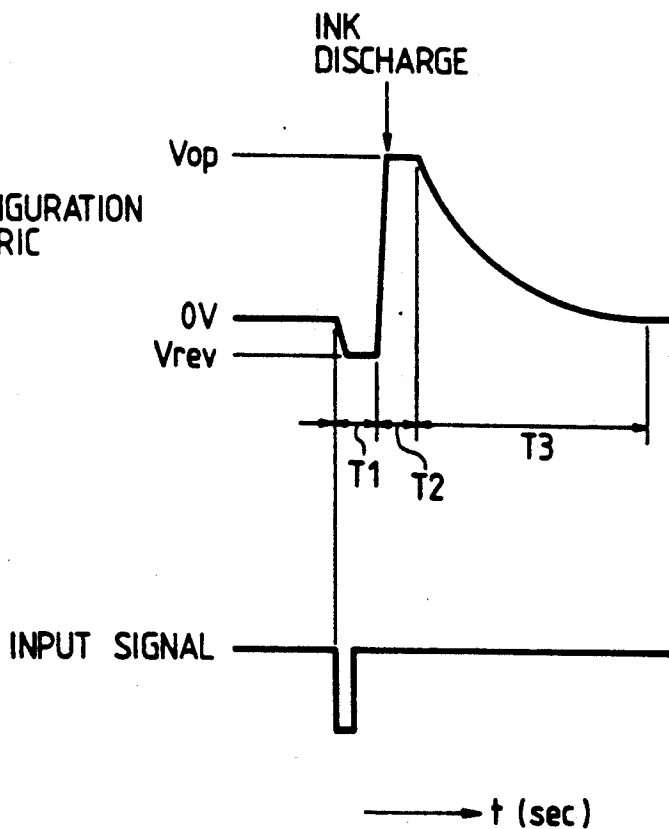 INK
DISCHARGE
Vop
IGURATION
RIC
0V
Vrev
T1
T2
T3
INPUT SIGNAL
t (sec)